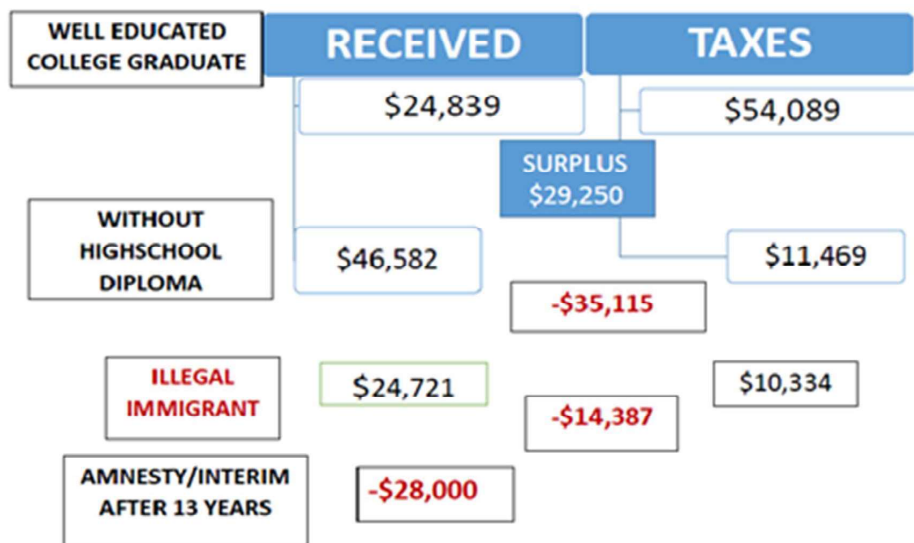 WELL EDUCATED
COLLEGE GRADUATE
RECEIVED
TAXES
$24,839
$54,089
SURPLUS
$29,250
WITHOUT
HIGHSCHOOL
DIPLOMA
$46,582
$11,469
-$35,115
ILLEGAL
IMMIGRANT
$24,721
$10,334
-$14,387
AMNESTY/INTERIM
AFTER 13 YEARS
-$28,000